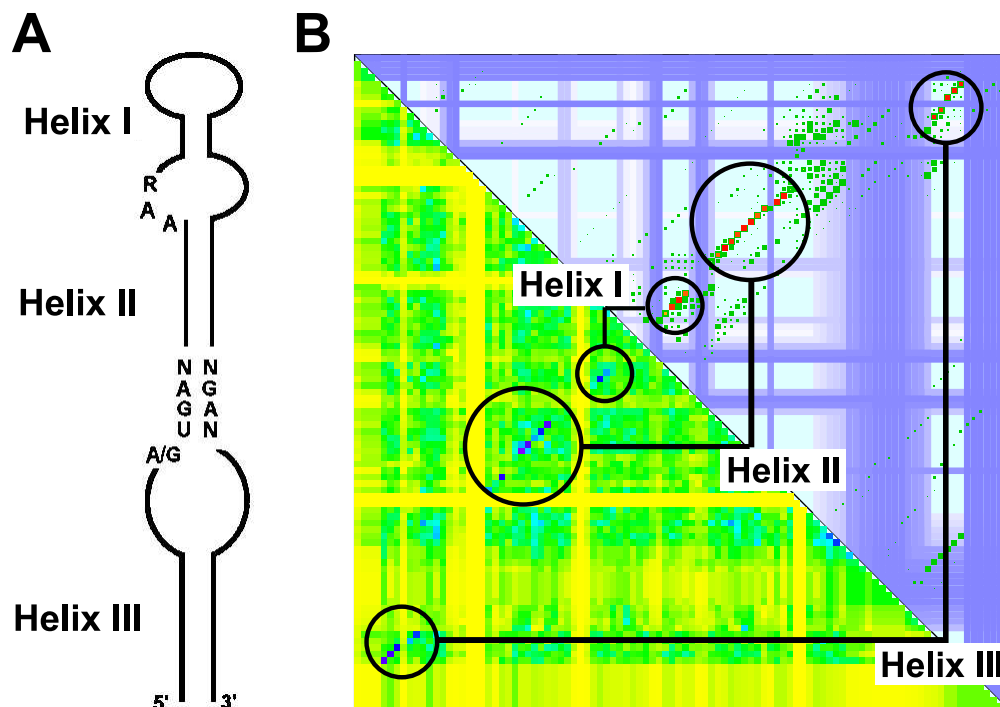 A
Helix I
R
A
A
Helix II
N N
A G
G A
U N
A/G
Helix III
5' 3'
B
Helix I
Helix II
Helix III